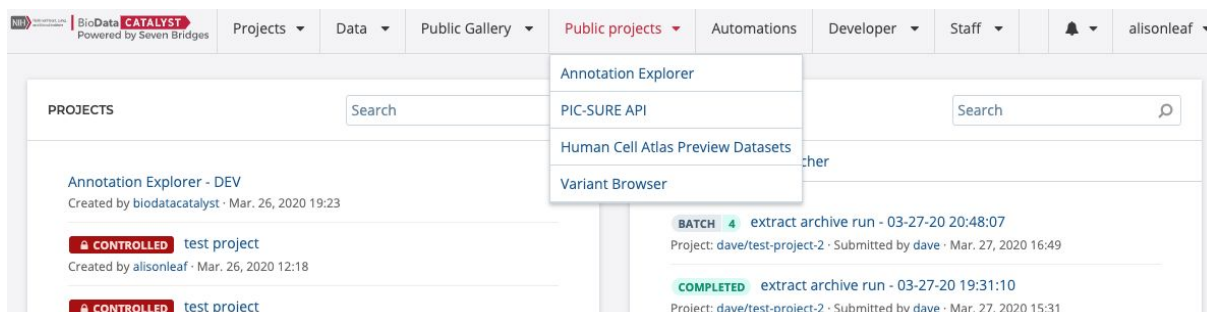 NIH
BioData CATALYST
Powered by Seven Bridges
Projects
Data
Public Gallery
Public projects
Automations
Developer
Staff
alisonleaf
Annotation Explorer
PIC-SURE API
Human Cell Atlas Preview Datasets
Variant Browser
PROJECTS
Search
Annotation Explorer - DEV
Created by biodatacatalyst · Mar. 26, 2020 19:23
CONTROLLED test project
Created by alisonleaf · Mar. 26, 2020 12:18
CONTROLLED test project
Search
BATCH 4 extract archive run - 03-27-20 20:48:07
Project: dave/test-project-2 · Submitted by dave · Mar. 27, 2020 16:49
COMPLETED extract archive run - 03-27-20 19:31:10
Project: dave/test-project-2 · Submitted by dave · Mar. 27, 2020 15:31